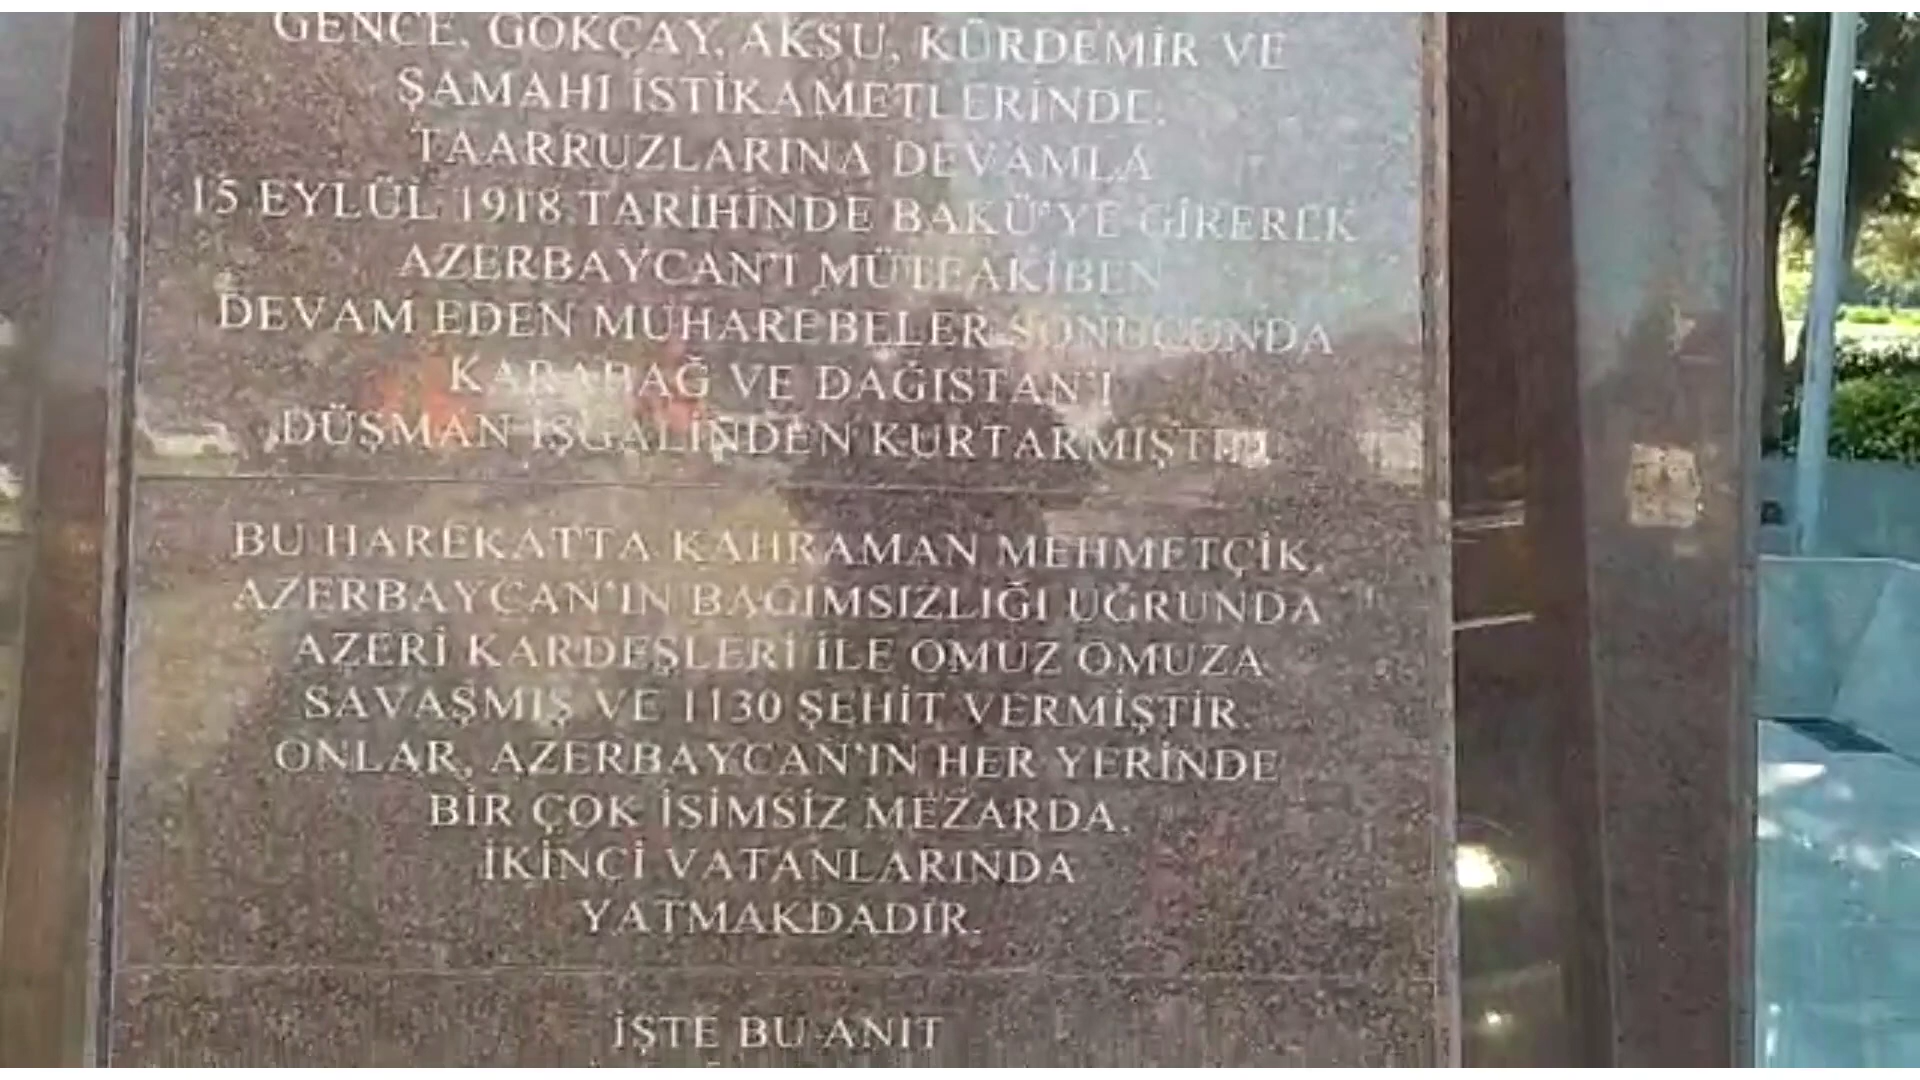 GENCE, GÖKÇAY, AKSU, KÜRDEMİR VE
ŞAMAHI İSTİKAMETLERİNDE,
TAARRUZLARINA DEVAMLA
15 EYLÜL 1918 TARİHİNDE BAKÜ'YE GİREREK
AZERBAYCAN'I MÜTEAKİBEN
DEVAM EDEN MUHAREBELER SONUCUNDA
KARABAĞ VE DAĞISTAN'I
DÜŞMAN İŞGALİNDEN KURTARMIŞTIR.
BU HAREKATTA KAHRAMAN MEHMETÇİK,
AZERBAYCAN'IN BAĞIMSIZLIĞI UĞRUNDA
AZERİ KARDEŞLERİ İLE OMUZ OMUZA
SAVAŞMIŞ VE 1130 ŞEHİT VERMİŞTİR.
ONLAR, AZERBAYCAN'IN HER YERİNDE
BİR ÇOK İSİMSİZ MEZARDA,
İKİNCİ VATANLARINDA
YATMAKDADIR.
İŞTE BU ANIT